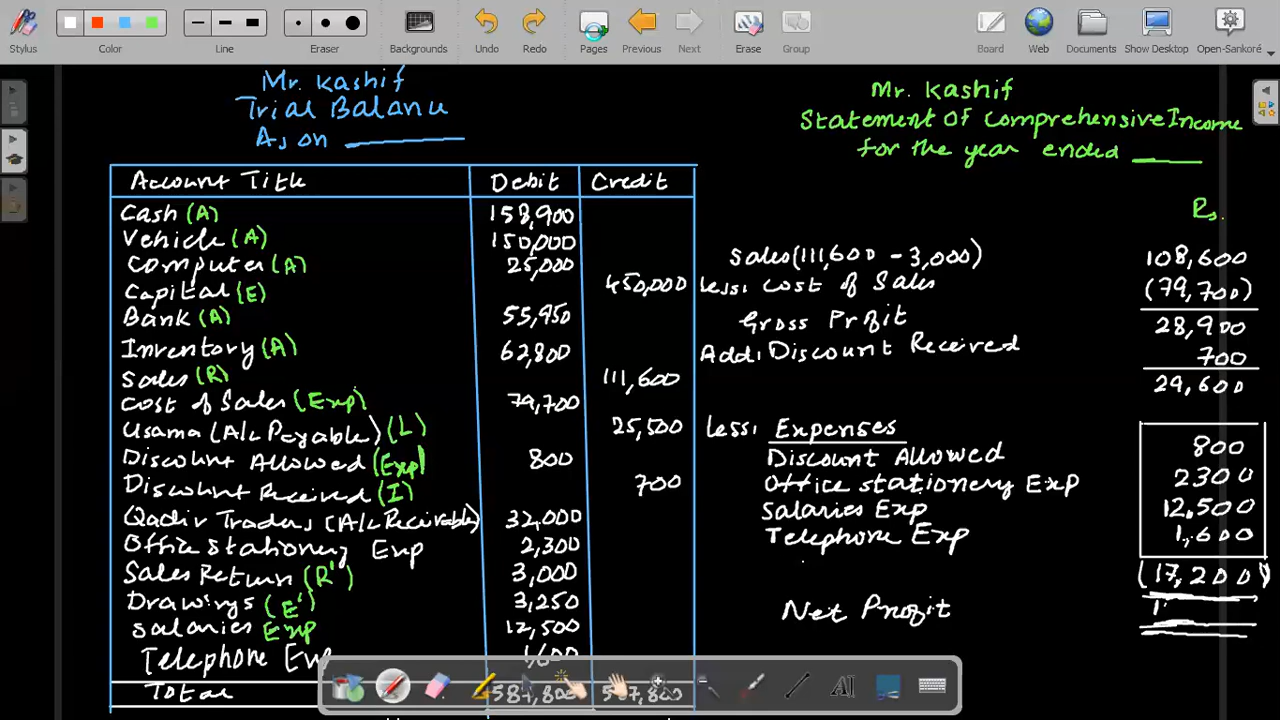 Stylus Color Line Eraser Backgrounds Undo Redo Pages Previous Next Erase Group Board Web Documents Show Desktop Open-Sankoré
Mr. Kashif
Trial Balance
As on
Account Title Debit Credit
Cash (A) 158,900
Vehicle (A) 150,000
Computer (A) 25,000
Capital (E) 450,000
Bank (A) 55,950
Inventory (A) 62,800
Sales (R) 111,600
Cost of Sales (Exp) 79,700
Usama (A/c Payable) (L) 25,500
Discount Allowed (Exp) 800
Discount Received (I) 700
Qadir Traders (A/c Receivable) 32,000
Office Stationery Exp 2,300
Sales Return (R') 3,000
Drawings (E') 3,250
Salaries Exp 12,500
Telephone Exp 1,600
Total 587,800 587,800
Mr. Kashif
Statement of Comprehensive Income
for the year ended
Rs.
Sales (111,600 - 3,000) 108,600
Less: Cost of Sales (79,700)
Gross Prfit 28,900
Add: Discount Received 700
29,600
Less: Expenses
Discount Allowed 800
Office stationery Exp 2300
Salaries Exp 12,500
Telephone Exp 1,600
(17,200)
Net Profit 1